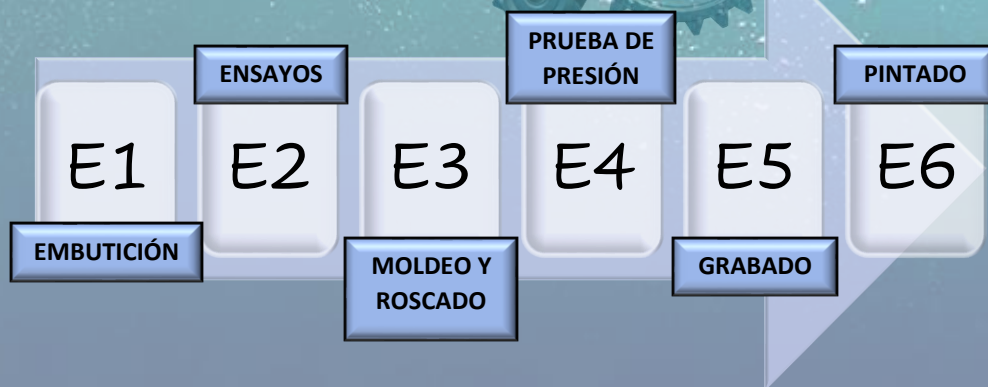 PRUEBA DE
PRESIÓN
ENSAYOS
PINTADO
E1 E2 E3 E4 E5 E6
EMBUTICIÓN
MOLDEO Y
ROSCADO
GRABADO